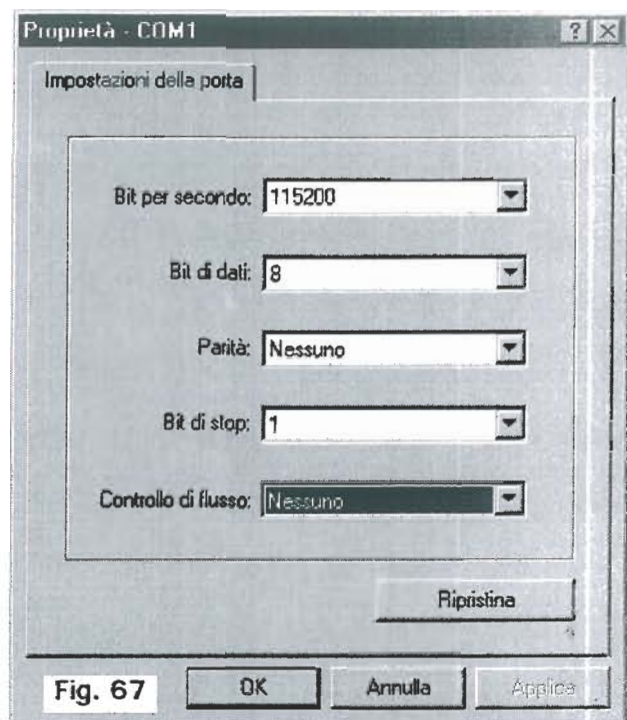 Proprietà - COM1
Impostazioni della porta
Bit per secondo: 115200
Bit di dati: 8
Parità: Nessuno
Bit di stop: 1
Controllo di flusso: Nessuno
Ripristina
Fig. 67
OK
Annulla
Applica